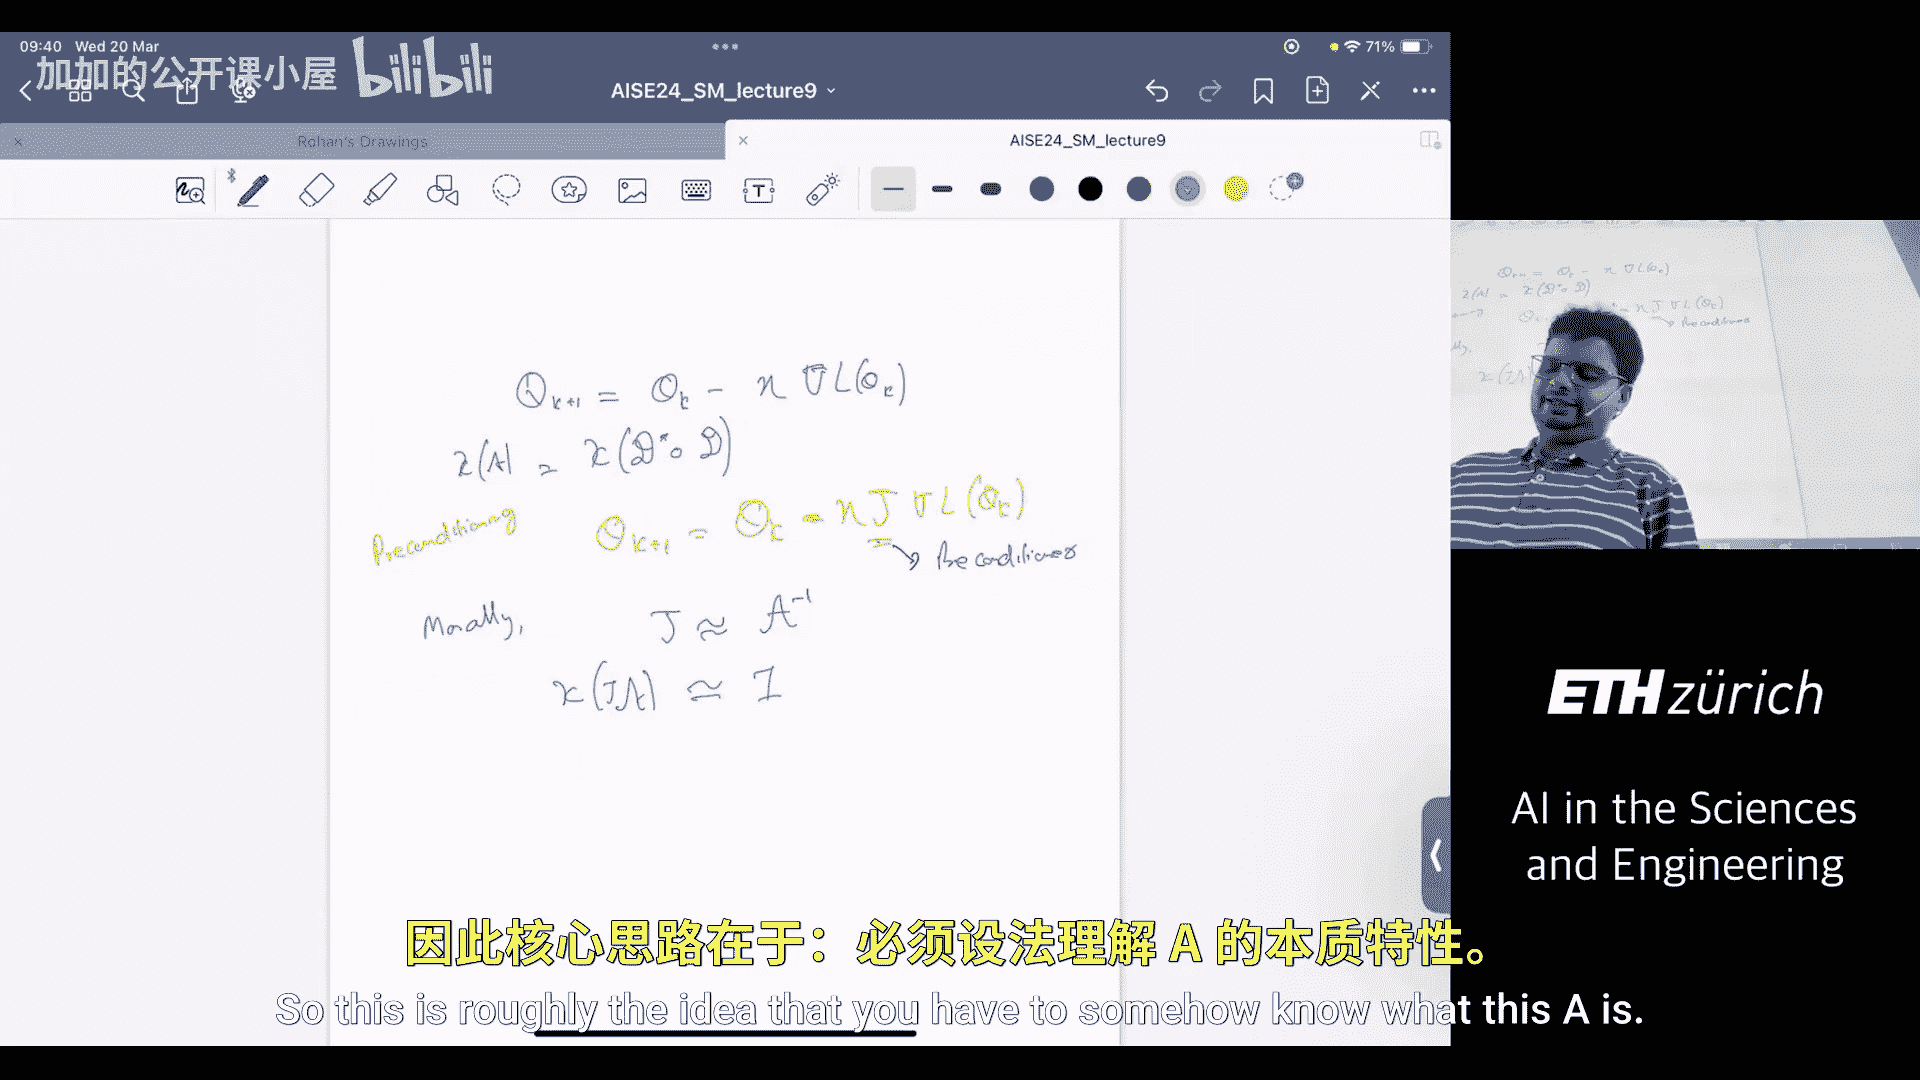 09:40 Wed 20 Mar
71%
加加的公开课小屋 bilibili
AISE24_SM_lecture9
Rohan's Drawings
AISE24_SM_lecture9
T
θₖ₊₁ = θₖ - η ∇L(θₖ)
κ(A) = κ(D*∘D)
Preconditioning θₖ₊₁ = θₖ - η J ∇L(θₖ)
Preconditioner
Morally, J ≈ A⁻¹
κ(JA) ≃ 1
ETH zürich
AI in the Sciences
and Engineering
因此核心思路在于：必须设法理解 A 的本质特性。
So this is roughly the idea that you have to somehow know what this A is.